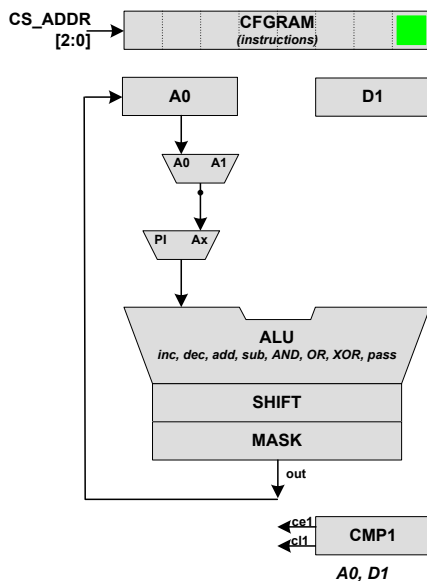 CS_ADDR
[2:0]
CFGRAM
(instructions)
A0
D1
A0 A1
PI Ax
ALU
inc, dec, add, sub, AND, OR, XOR, pass
SHIFT
MASK
out
ce1
cl1
CMP1
A0, D1